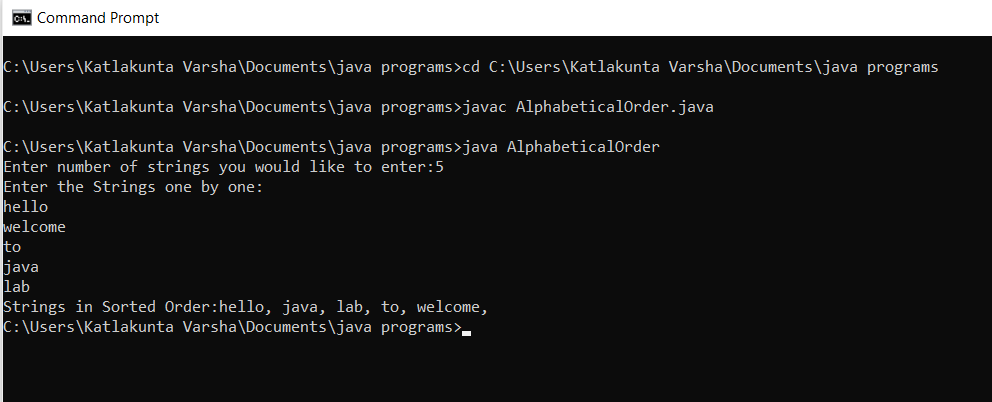 Command Prompt
C:\Users\Katlakunta Varsha\Documents\java programs>cd C:\Users\Katlakunta Varsha\Documents\java programs
C:\Users\Katlakunta Varsha\Documents\java programs>javac AlphabeticalOrder.java
C:\Users\Katlakunta Varsha\Documents\java programs>java AlphabeticalOrder
Enter number of strings you would like to enter:5
Enter the Strings one by one:
hello
welcome
to
java
lab
Strings in Sorted Order:hello, java, lab, to, welcome,
C:\Users\Katlakunta Varsha\Documents\java programs>